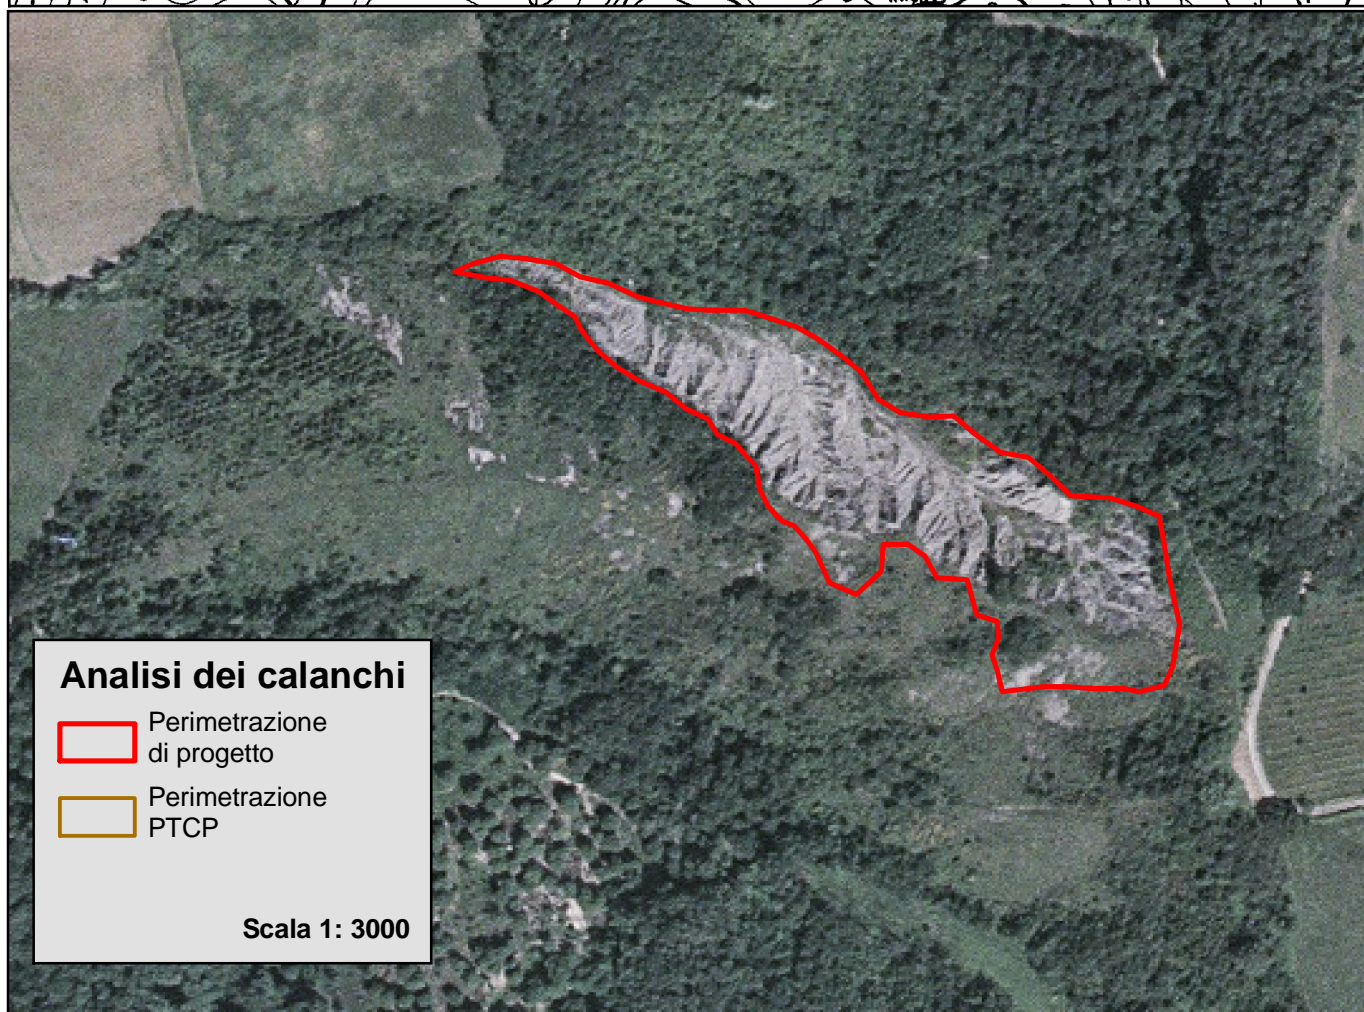 Analisi dei calanchi
Perimetrazione
di progetto
Perimetrazione
PTCP
Scala 1: 3000